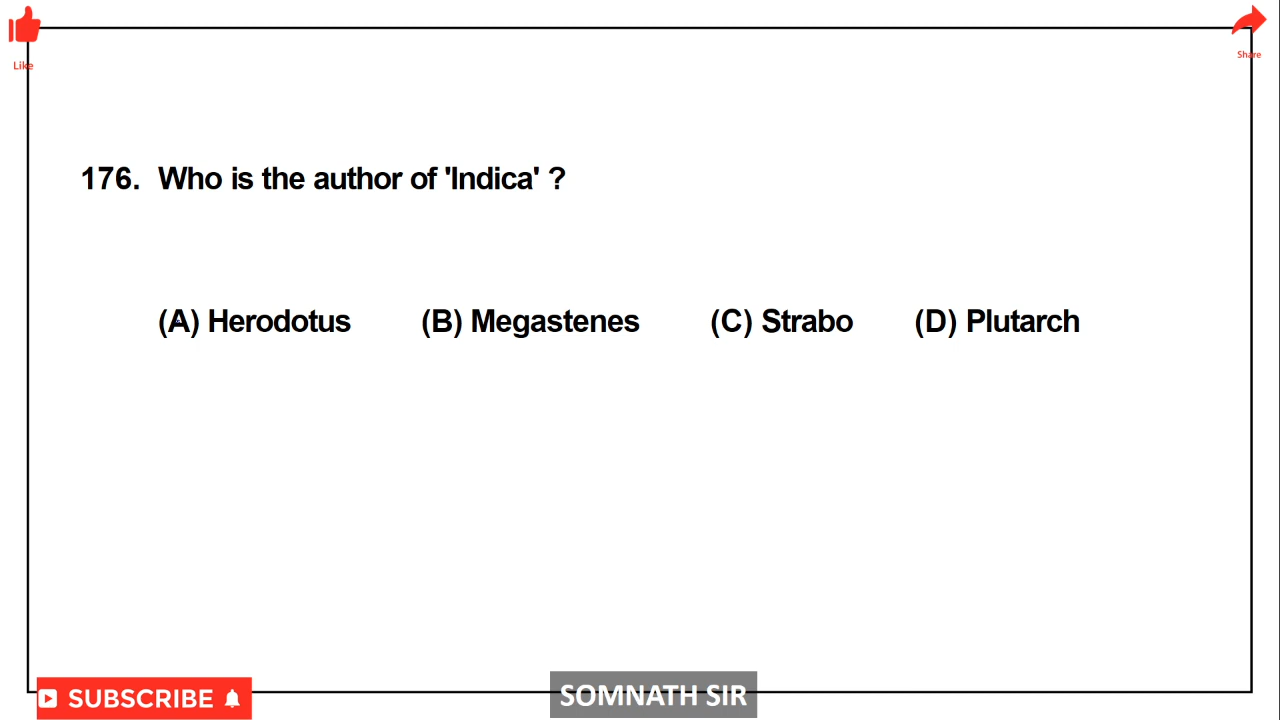 Like
Share
176. Who is the author of 'Indica' ?
(A) Herodotus (B) Megastenes (C) Strabo (D) Plutarch
SUBSCRIBE
SOMNATH SIR